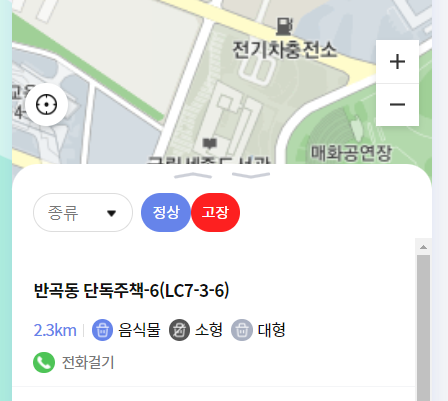 전기차충전소
매화공연장
종류
정상
고장
반곡동 단독주책-6(LC7-3-6)
2.3km 음식물 소형 대형
전화걸기